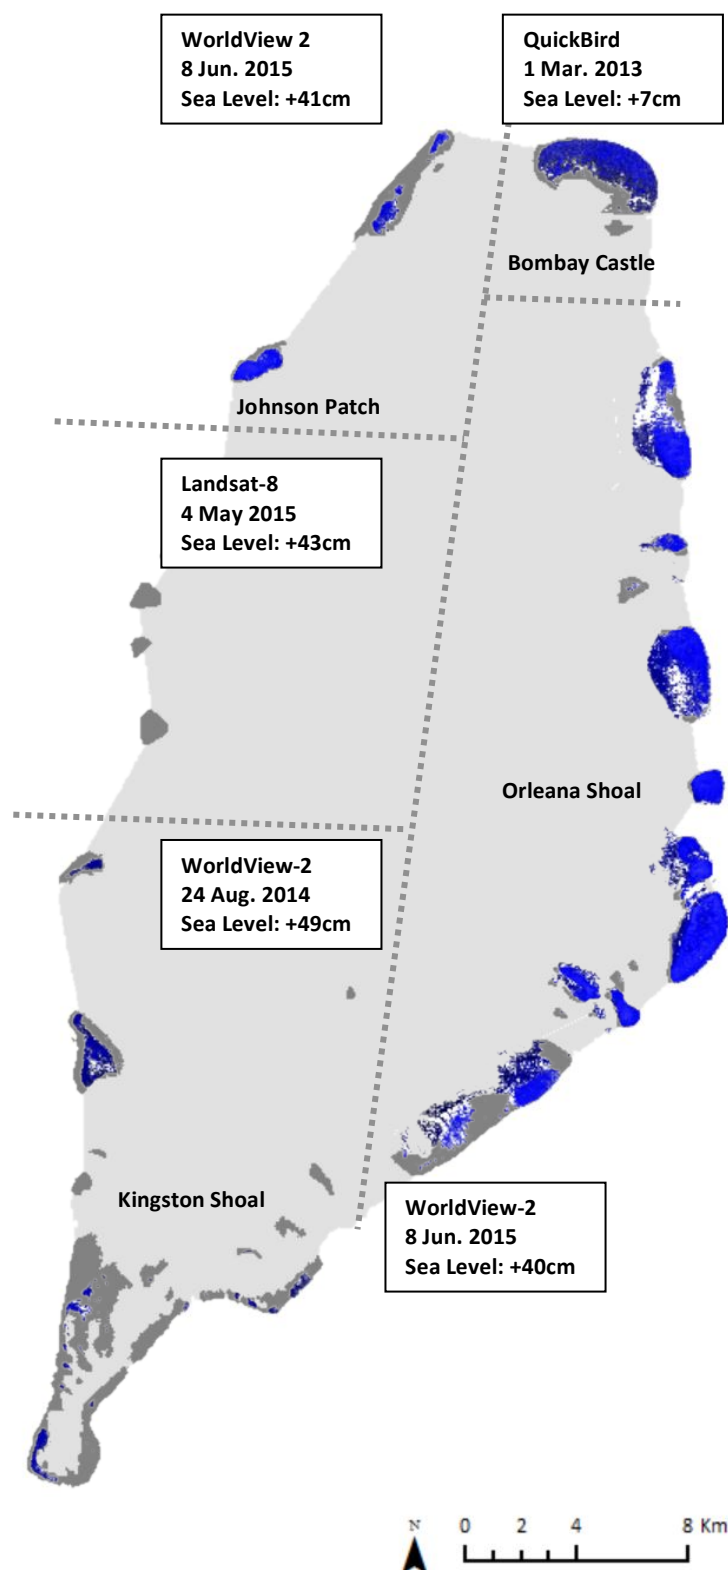 WorldView 2
8 Jun. 2015
Sea Level: +41cm
QuickBird
1 Mar. 2013
Sea Level: +7cm
Bombay Castle
Johnson Patch
Landsat-8
4 May 2015
Sea Level: +43cm
Orleana Shoal
WorldView-2
24 Aug. 2014
Sea Level: +49cm
Kingston Shoal
WorldView-2
8 Jun. 2015
Sea Level: +40cm
N
0 2 4 8 Km